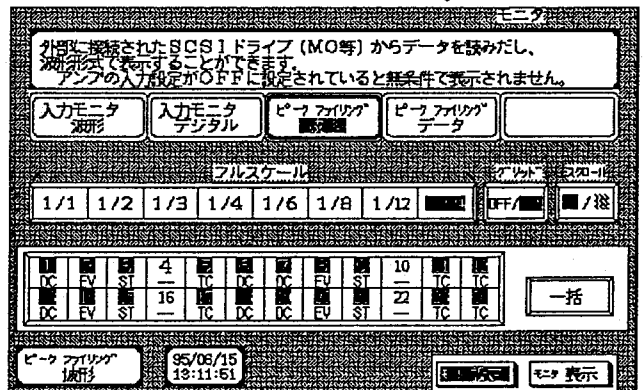 モニタ
外部に接続されたSCSIドライブ (MO等) からデータを読みだし、
波形形式で表示することができます。
アンプの入力設定がOFFに設定されていると無条件で表示されません。
入力モニタ 入力モニタ ピーク ファイリング ピーク ファイリング
波形 デジタル データ
フルスケール グリッド スクロール
1/1 1/2 1/3 1/4 1/6 1/8 1/12 OFF/
4 10
DC EV ST — TC DC DC EV ST — TC TC
16 22
DC EV ST — TC DC DC EV ST — TC TC
一括
ピーク ファイリング
波形
95/06/15
13:11:51
モニタ 表示